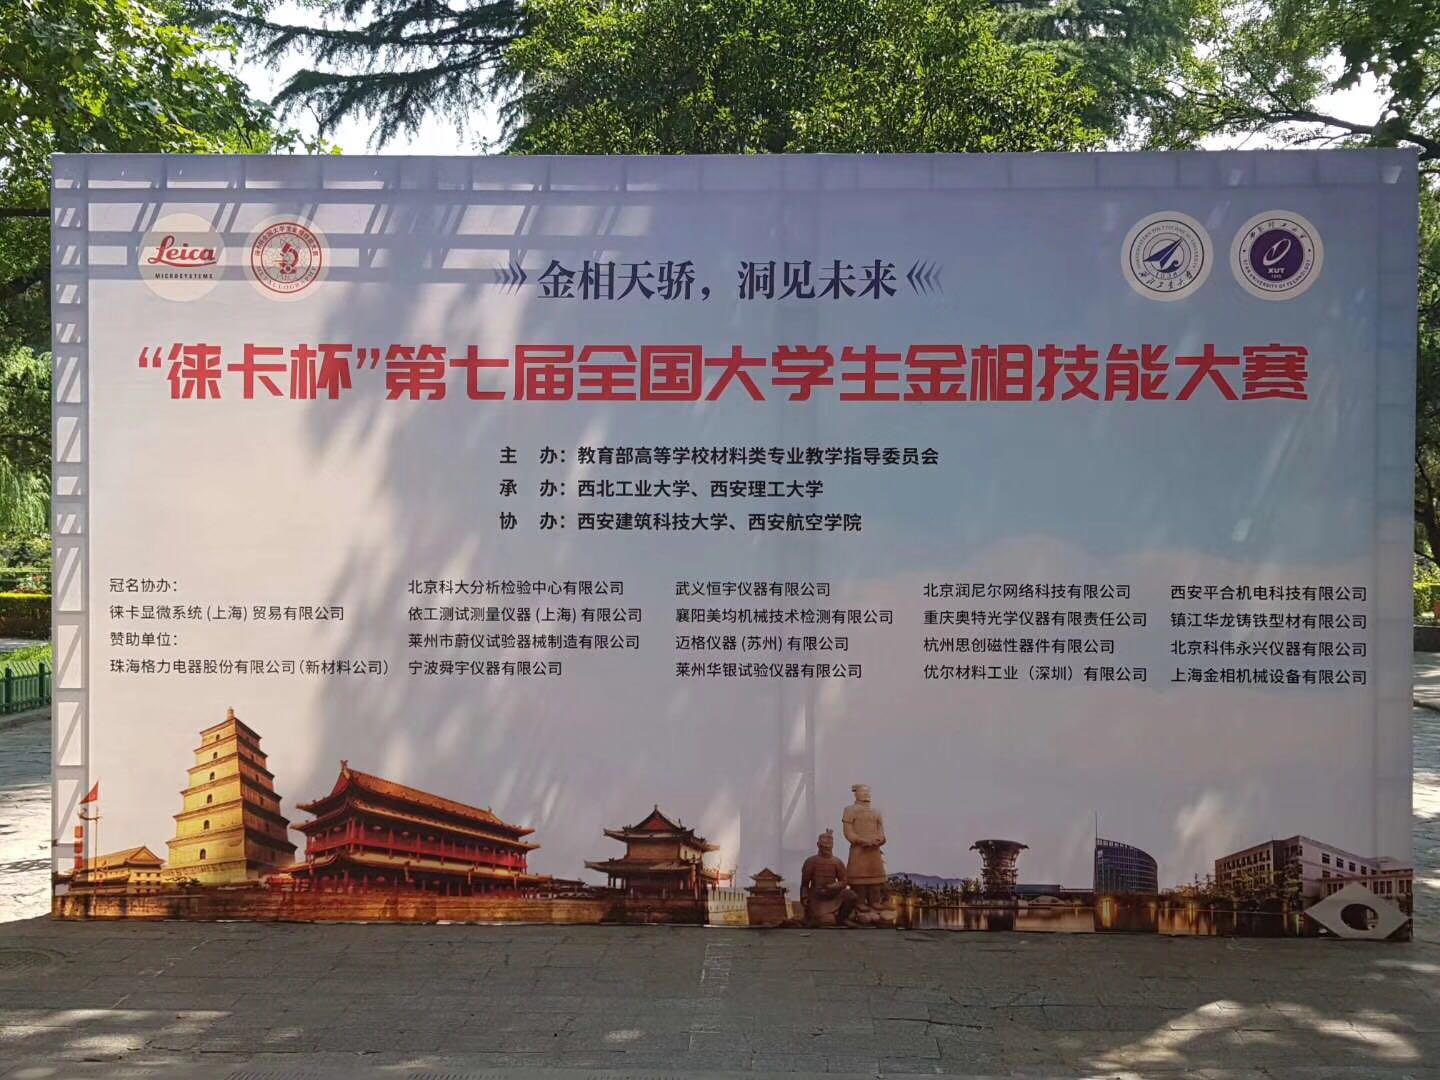 Leica
MICROSYSTEMS
METALLOGRAPHIC
西北工业大学
XUT
金相天骄，洞见未来
“徕卡杯”第七届全国大学生金相技能大赛
主 办：教育部高等学校材料类专业教学指导委员会
承 办：西北工业大学、西安理工大学
协 办：西安建筑科技大学、西安航空学院
冠名协办：
徕卡显微系统 (上海) 贸易有限公司
赞助单位：
珠海格力电器股份有限公司（新材料公司）
北京科大分析检验中心有限公司
依工测试测量仪器 (上海) 有限公司
莱州市蔚仪试验器械制造有限公司
宁波舜宇仪器有限公司
武义恒宇仪器有限公司
襄阳美均机械技术检测有限公司
迈格仪器 (苏州) 有限公司
莱州华银试验仪器有限公司
北京润尼尔网络科技有限公司
重庆奥特光学仪器有限责任公司
杭州思创磁性器件有限公司
优尔材料工业（深圳）有限公司
西安平合机电科技有限公司
镇江华龙铸铁型材有限公司
北京科伟永兴仪器有限公司
上海金相机械设备有限公司